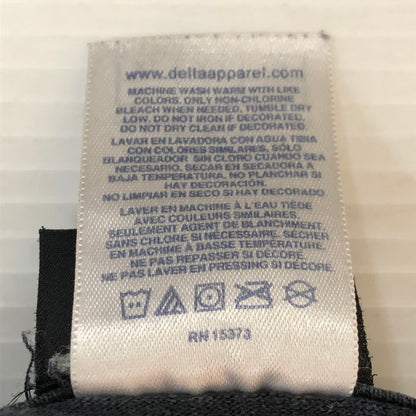 www.deltaapparel.com
MACHINE WASH WARM WITH LIKE
COLORS. ONLY NON-CHLORINE
BLEACH WHEN NEEDED. TUMBLE DRY
LOW. DO NOT IRON IF DECORATED.
DO NOT DRY CLEAN IF DECORATED.
LAVAR EN LAVADORA CON AGUA TIBIA
CON COLORES SIMILARES, SÓLO
BLANQUEADOR SIN CLORO CUANDO SEA
NECESARIO. SECAR EN SECADORA A
BAJA TEMPERATURA. NO PLANCHAR SI
HAY DECORACIÓN.
NO LIMPIAR EN SECO SI HAY DECORADO
LAVER EN MACHINE À L'EAU TIÈDE
AVEC COULEURS SIMILAIRES,
SEULEMENT AGENT DE BLANCHIMENT
SANS CHLORE SI NÉCESSAIRE. SÉCHER
EN MACHINE À BASSE TEMPÉRATURE.
NE PAS REPASSER SI DÉCORÉ.
NE PAS LAVER EN PRESSING SI DÉCORÉ
RN 15373